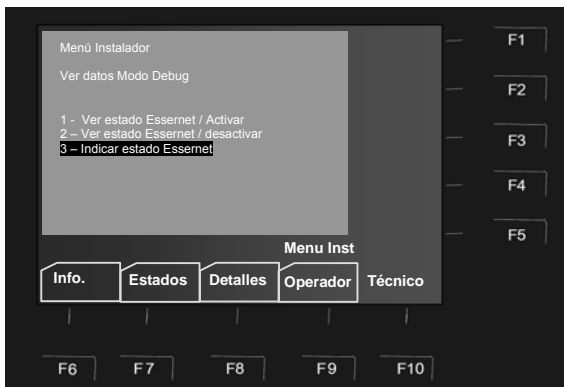 Menú Instalador
F1
Ver datos Modo Debug
F2
1 - Ver estado Essernet / Activar
2 – Ver estado Essernet / desactivar
F3
3 – Indicar estado Essernet
F4
F5
Menu Inst
Info.
Estados
Detalles
Operador
Técnico
F6
F7
F8
F9
F10